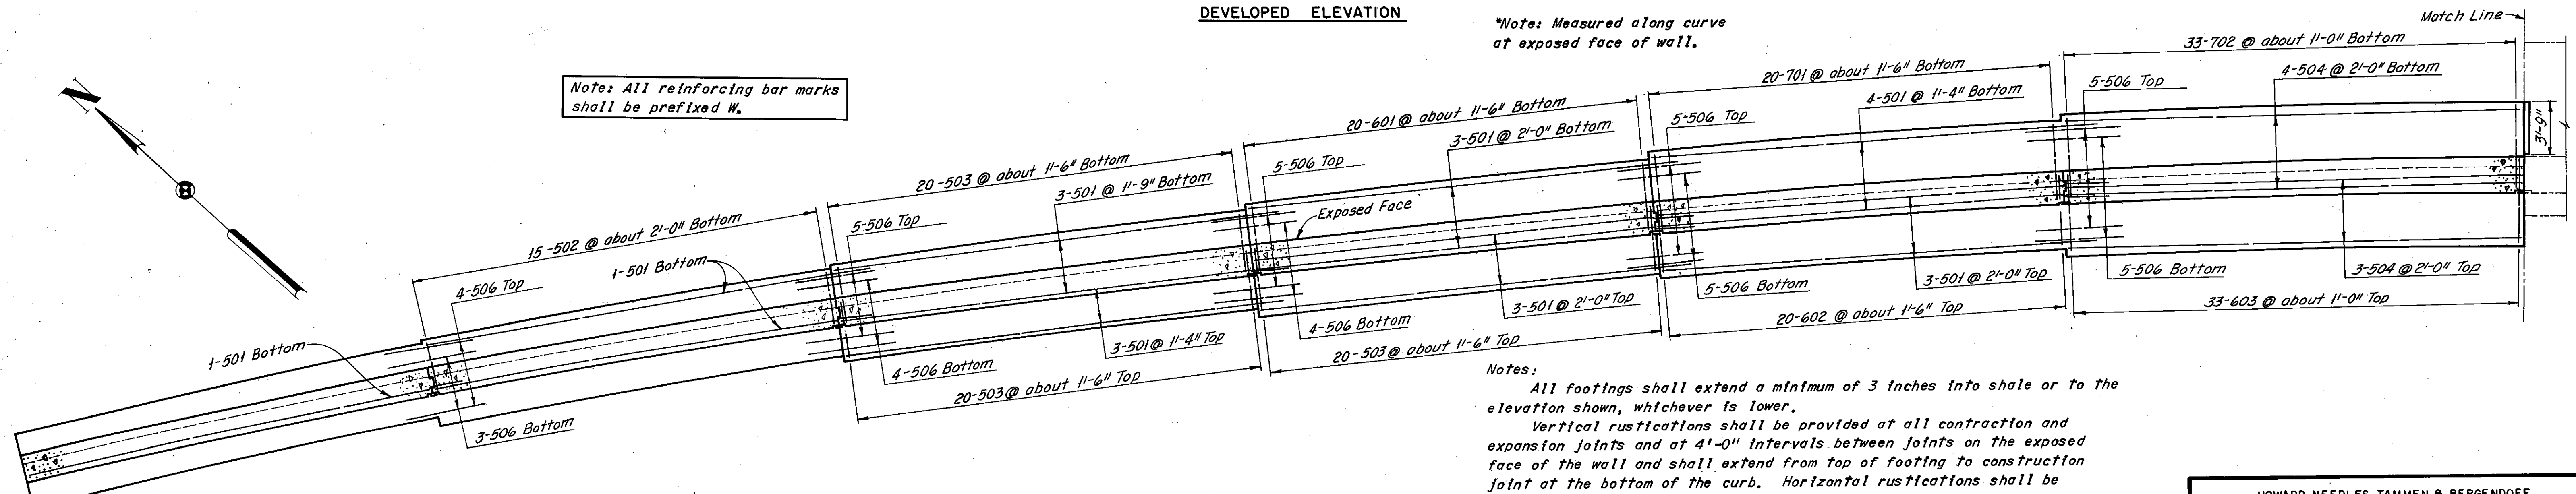 DEVELOPED ELEVATION
*Note: Measured along curve
at exposed face of wall.
Match Line
Note: All reinforcing bar marks
shall be prefixed W.
N
33-702 @ about 1'-0" Bottom
4-504 @ 2'-0" Bottom
5-506 Top
3'-9"
20-701 @ about 1'-6" Bottom
4-501 @ 1'-4" Bottom
5-506 Top
20-601 @ about 1'-6" Bottom
3-501 @ 2'-0" Bottom
5-506 Top
Exposed Face
20-503 @ about 1'-6" Bottom
3-501 @ 1'-9" Bottom
5-506 Top
15-502 @ about 2'-0" Bottom
1-501 Bottom
4-506 Top
1-501 Bottom
3-506 Bottom
4-506 Bottom
3-501 @ 1'-4" Top
20-503 @ about 1'-6" Top
4-506 Bottom
3-501 @ 2'-0" Top
20-503 @ about 1'-6" Top
5-506 Bottom
3-501 @ 2'-0" Top
20-602 @ about 1'-6" Top
5-506 Bottom
3-504 @ 2'-0" Top
33-603 @ about 1'-0" Top
Notes:
All footings shall extend a minimum of 3 inches into shale or to the
elevation shown, whichever is lower.
Vertical rustications shall be provided at all contraction and
expansion joints and at 4'-0" intervals between joints on the exposed
face of the wall and shall extend from top of footing to construction
joint at the bottom of the curb. Horizontal rustications shall be
HOWARD NEEDLES TAMMEN & BERGENDOFF